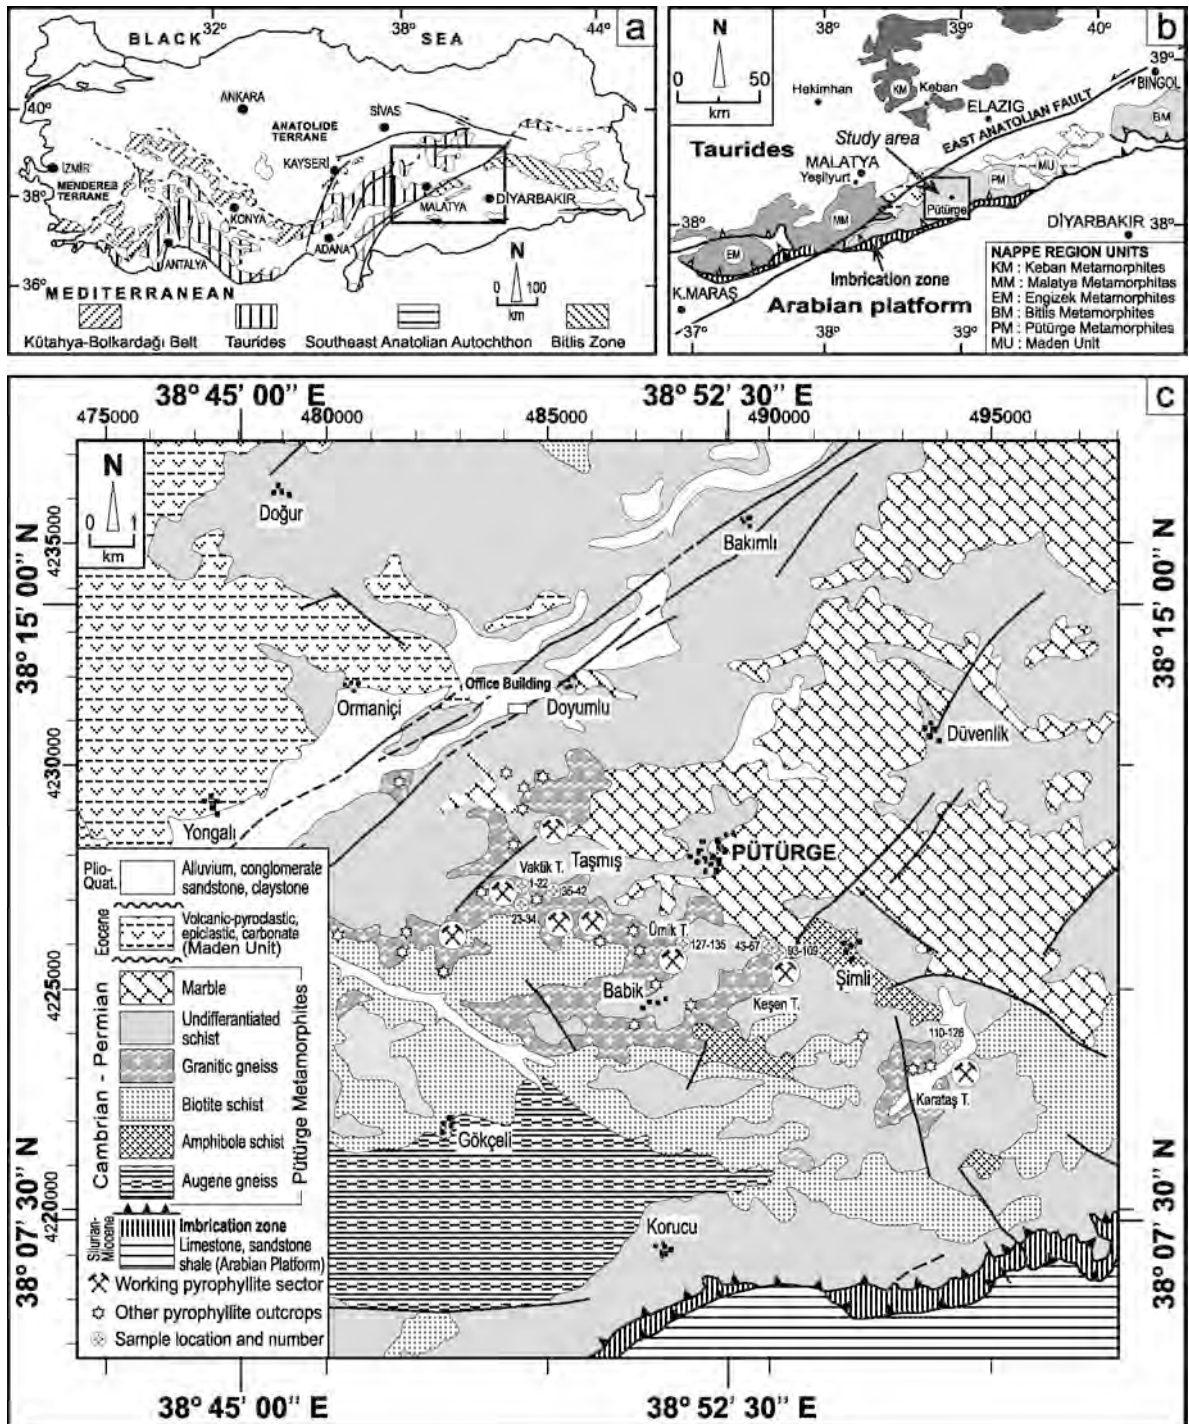 a
32°
38°
44°
BLACK SEA
40°
ANKARA
SİVAS
ANATOLIDE
TERRANE
KAYSERİ
İZMİR
MENDERES
TERRANE
38°
KONYA
MALATYA
DİYARBAKIR
ADANA
ANTALYA
N
36°
MEDITERRANEAN
0 100
km
Kütahya-Bolkardağı Belt
Taurides
Southeast Anatolian Autochthon
Bitlis Zone
b
38°
39°
40°
N
0 50
km
39°
BİNGOL
KM
Keban
Hekimhan
ELAZIG
EAST ANATOLIAN FAULT
BM
Study area
Taurides
MALATYA
Yeşilyurt
MU
PM
Pütürge
38°
MM
DİYARBAKIR
38°
EM
Imbrication zone
K.MARAŞ
Arabian platform
37°
38°
39°
NAPPE REGION UNITS
KM : Keban Metamorphites
MM : Malatya Metamorphites
EM : Engizek Metamorphites
BM : Bitlis Metamorphites
PM : Pütürge Metamorphites
MU : Maden Unit
c
38° 45' 00'' E
38° 52' 30'' E
475000
480000
485000
490000
495000
N
0 1
km
Doğur
Bakımlı
4235000
38° 15' 00'' N
38° 15' 00'' N
Office Building
Ormaniçi
Doyumlu
Düvenlik
4230000
Yongalı
Taşmış
PÜTÜRGE
Vaktik T.
1-22
36-42
23-34
Ümik T.
127-135
43-67
93-109
Şimli
4225000
Babik
Keşen T.
110-126
Karataş T.
Gökçeli
4220000
38° 07' 30'' N
38° 07' 30'' N
Korucu
Plio-
Quat.
Alluvium, conglomerate
sandstone, claystone
Eocene
Volcanic-pyroclastic,
epiclastic, carbonate
(Maden Unit)
Cambrian - Permian
Pütürge Metamorphites
Marble
Undifferantiated
schist
Granitic gneiss
Biotite schist
Amphibole schist
Augene gneiss
Silurian-
Miocene
Imbrication zone
Limestone, sandstone
shale (Arabian Platform)
Working pyrophyllite sector
Other pyrophyllite outcrops
Sample location and number
38° 45' 00'' E
38° 52' 30'' E